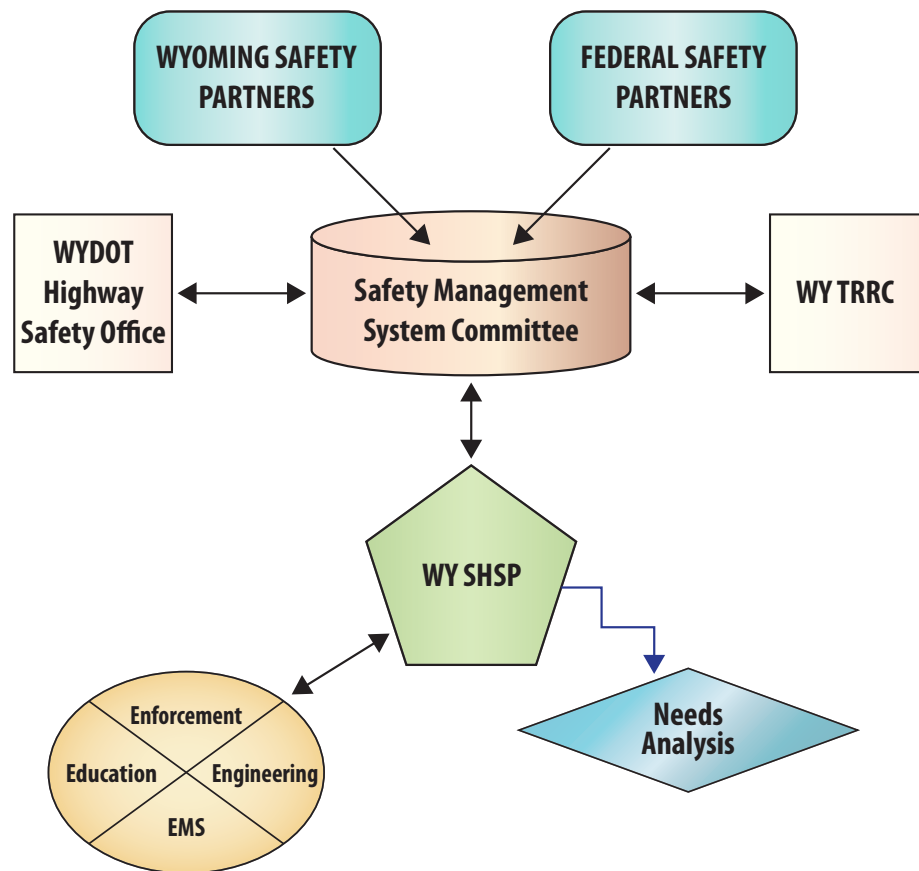 WYOMING SAFETY
PARTNERS
FEDERAL SAFETY
PARTNERS
WYDOT
Highway
Safety Office
Safety Management
System Committee
WY TRRC
WY SHSP
Enforcement
Education
Engineering
EMS
Needs
Analysis